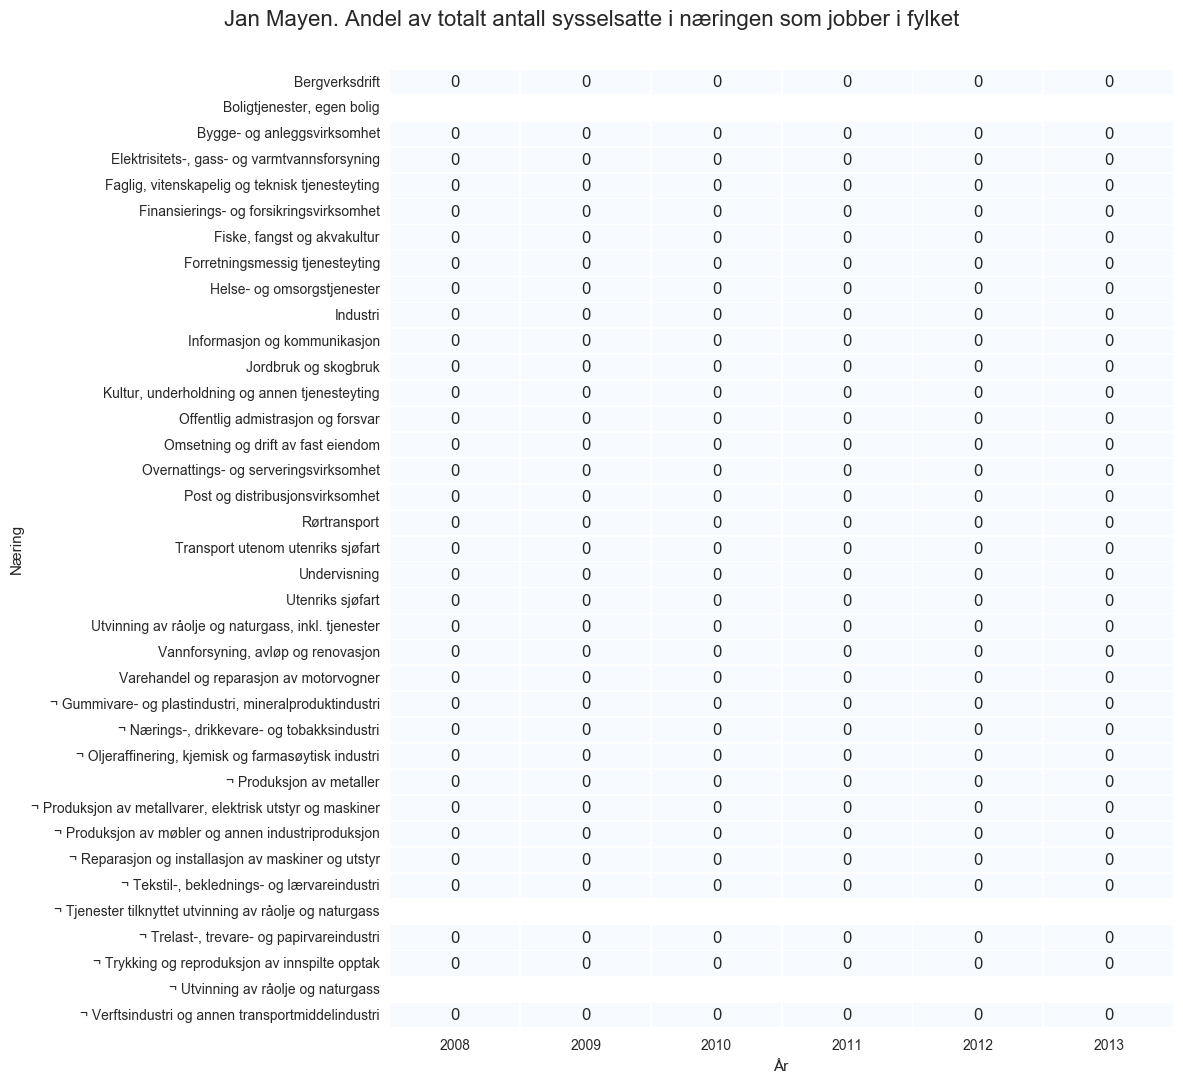 Jan Mayen. Andel av totalt antall sysselsatte i næringen som jobber i fylket
Næring
Bergverksdrift 0 0 0 0 0 0
Boligtjenester, egen bolig
Bygge- og anleggsvirksomhet 0 0 0 0 0 0
Elektrisitets-, gass- og varmtvannsforsyning 0 0 0 0 0 0
Faglig, vitenskapelig og teknisk tjenesteyting 0 0 0 0 0 0
Finansierings- og forsikringsvirksomhet 0 0 0 0 0 0
Fiske, fangst og akvakultur 0 0 0 0 0 0
Forretningsmessig tjenesteyting 0 0 0 0 0 0
Helse- og omsorgstjenester 0 0 0 0 0 0
Industri 0 0 0 0 0 0
Informasjon og kommunikasjon 0 0 0 0 0 0
Jordbruk og skogbruk 0 0 0 0 0 0
Kultur, underholdning og annen tjenesteyting 0 0 0 0 0 0
Offentlig admistrasjon og forsvar 0 0 0 0 0 0
Omsetning og drift av fast eiendom 0 0 0 0 0 0
Overnattings- og serveringsvirksomhet 0 0 0 0 0 0
Post og distribusjonsvirksomhet 0 0 0 0 0 0
Rørtransport 0 0 0 0 0 0
Transport utenom utenriks sjøfart 0 0 0 0 0 0
Undervisning 0 0 0 0 0 0
Utenriks sjøfart 0 0 0 0 0 0
Utvinning av råolje og naturgass, inkl. tjenester 0 0 0 0 0 0
Vannforsyning, avløp og renovasjon 0 0 0 0 0 0
Varehandel og reparasjon av motorvogner 0 0 0 0 0 0
¬ Gummivare- og plastindustri, mineralproduktindustri 0 0 0 0 0 0
¬ Nærings-, drikkevare- og tobakksindustri 0 0 0 0 0 0
¬ Oljeraffinering, kjemisk og farmasøytisk industri 0 0 0 0 0 0
¬ Produksjon av metaller 0 0 0 0 0 0
¬ Produksjon av metallvarer, elektrisk utstyr og maskiner 0 0 0 0 0 0
¬ Produksjon av møbler og annen industriproduksjon 0 0 0 0 0 0
¬ Reparasjon og installasjon av maskiner og utstyr 0 0 0 0 0 0
¬ Tekstil-, beklednings- og lærvareindustri 0 0 0 0 0 0
¬ Tjenester tilknyttet utvinning av råolje og naturgass
¬ Trelast-, trevare- og papirvareindustri 0 0 0 0 0 0
¬ Trykking og reproduksjon av innspilte opptak 0 0 0 0 0 0
¬ Utvinning av råolje og naturgass
¬ Verftsindustri og annen transportmiddelindustri 0 0 0 0 0 0
2008 2009 2010 2011 2012 2013
År